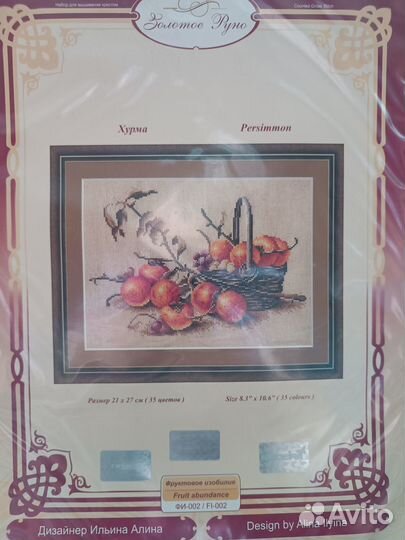 Набор для вышивания крестом
Counted Cross Stitch
Золотое Руно
Хурма
Persimmon
Размер 21 x 27 см ( 35 цветов )
Size 8.3" x 10.6" ( 35 colours )
Фруктовое изобилие
Fruit abundance
ФИ-002 / FI-002
Дизайнер Ильина Алина
Design by Alina Ilyina
Avito